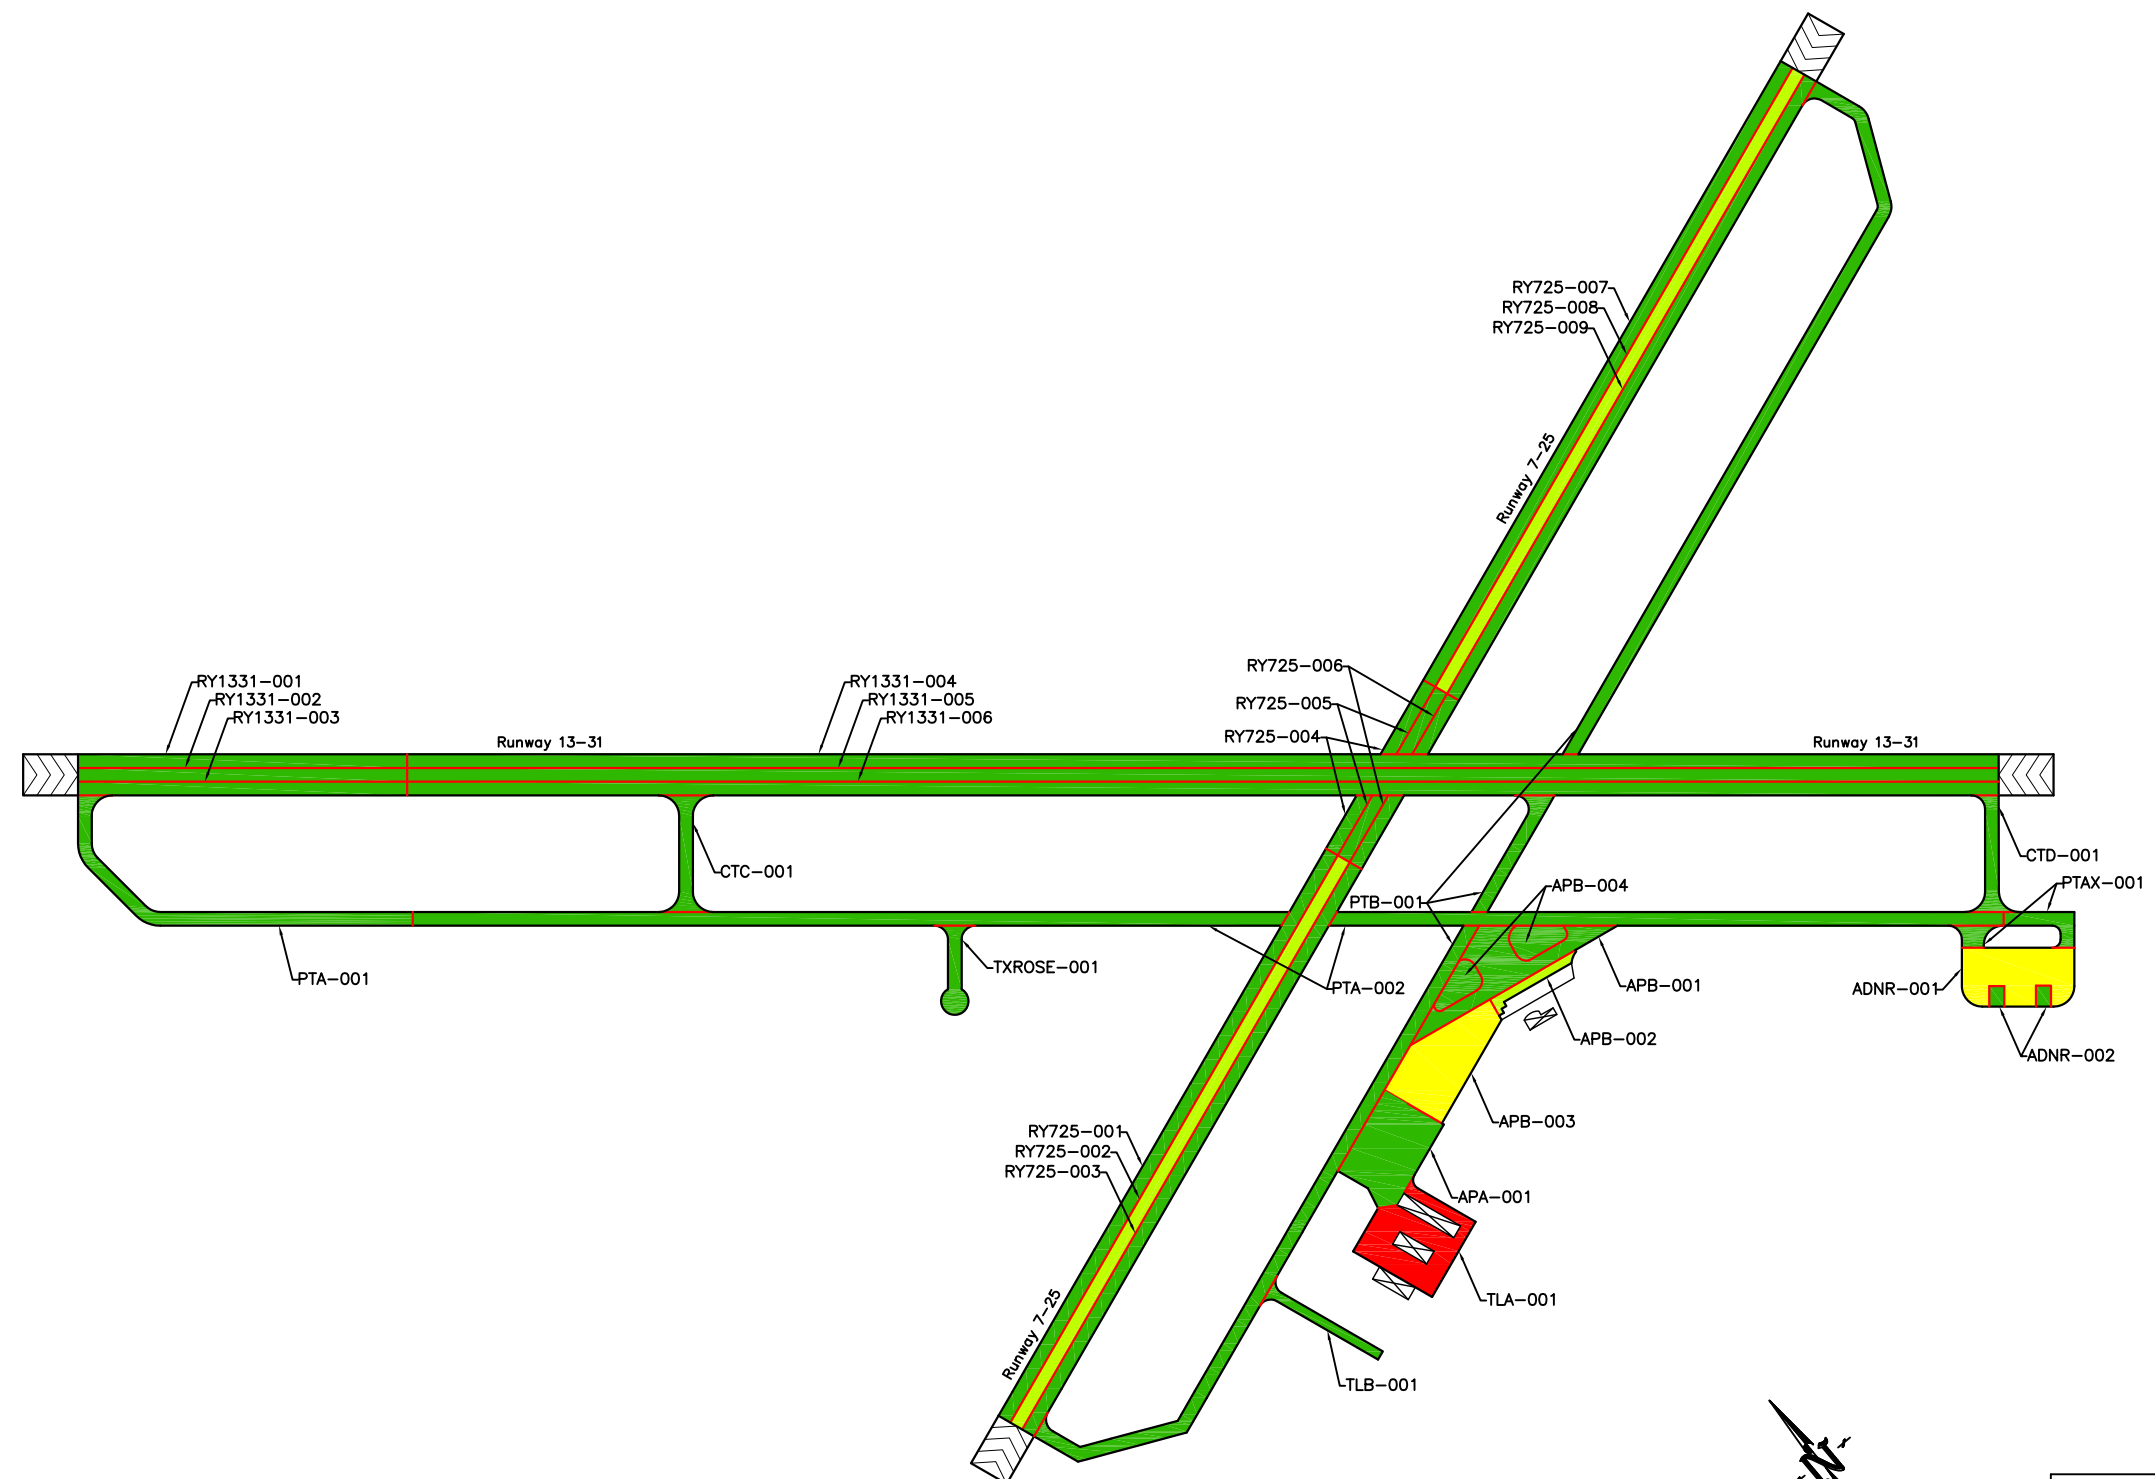 RY725-007
RY725-008
RY725-009
Runway 7-25
RY725-006
RY725-005
RY725-004
RY1331-001
RY1331-002
RY1331-003
RY1331-004
RY1331-005
RY1331-006
Runway 13-31
Runway 13-31
CTC-001
CTD-001
PTAX-001
APB-004
PTB-001
TXROSE-001
PTA-001
PTA-002
APB-001
ADNR-001
APB-002
ADNR-002
APB-003
RY725-001
RY725-002
RY725-003
APA-001
TLA-001
Runway 7-25
TLB-001
N